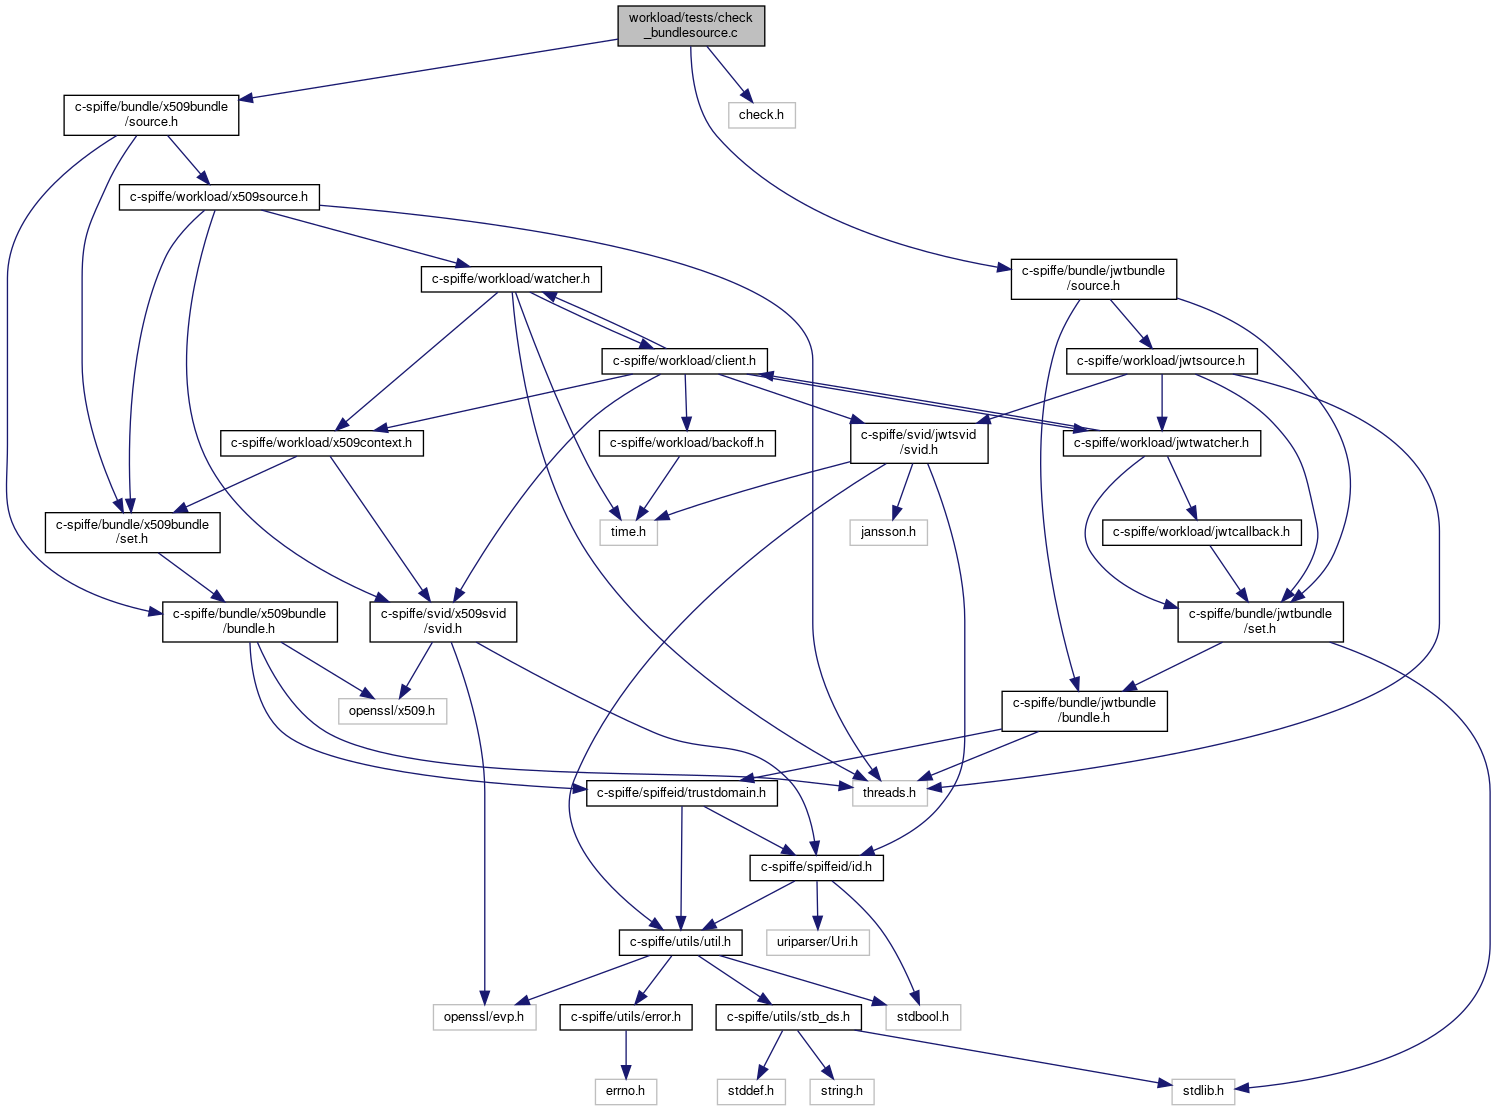 workload/tests/check
_bundlesource.c
c-spiffe/bundle/x509bundle
/source.h
check.h
c-spiffe/workload/x509source.h
c-spiffe/workload/watcher.h
c-spiffe/bundle/jwtbundle
/source.h
c-spiffe/workload/client.h
c-spiffe/workload/jwtsource.h
c-spiffe/workload/x509context.h
c-spiffe/workload/backoff.h
c-spiffe/svid/jwtsvid
/svid.h
c-spiffe/workload/jwtwatcher.h
c-spiffe/bundle/x509bundle
/set.h
time.h
jansson.h
c-spiffe/workload/jwtcallback.h
c-spiffe/bundle/x509bundle
/bundle.h
c-spiffe/svid/x509svid
/svid.h
c-spiffe/bundle/jwtbundle
/set.h
openssl/x509.h
c-spiffe/bundle/jwtbundle
/bundle.h
c-spiffe/spiffeid/trustdomain.h
threads.h
c-spiffe/spiffeid/id.h
c-spiffe/utils/util.h
uriparser/Uri.h
openssl/evp.h
c-spiffe/utils/error.h
c-spiffe/utils/stb_ds.h
stdbool.h
errno.h
stddef.h
string.h
stdlib.h